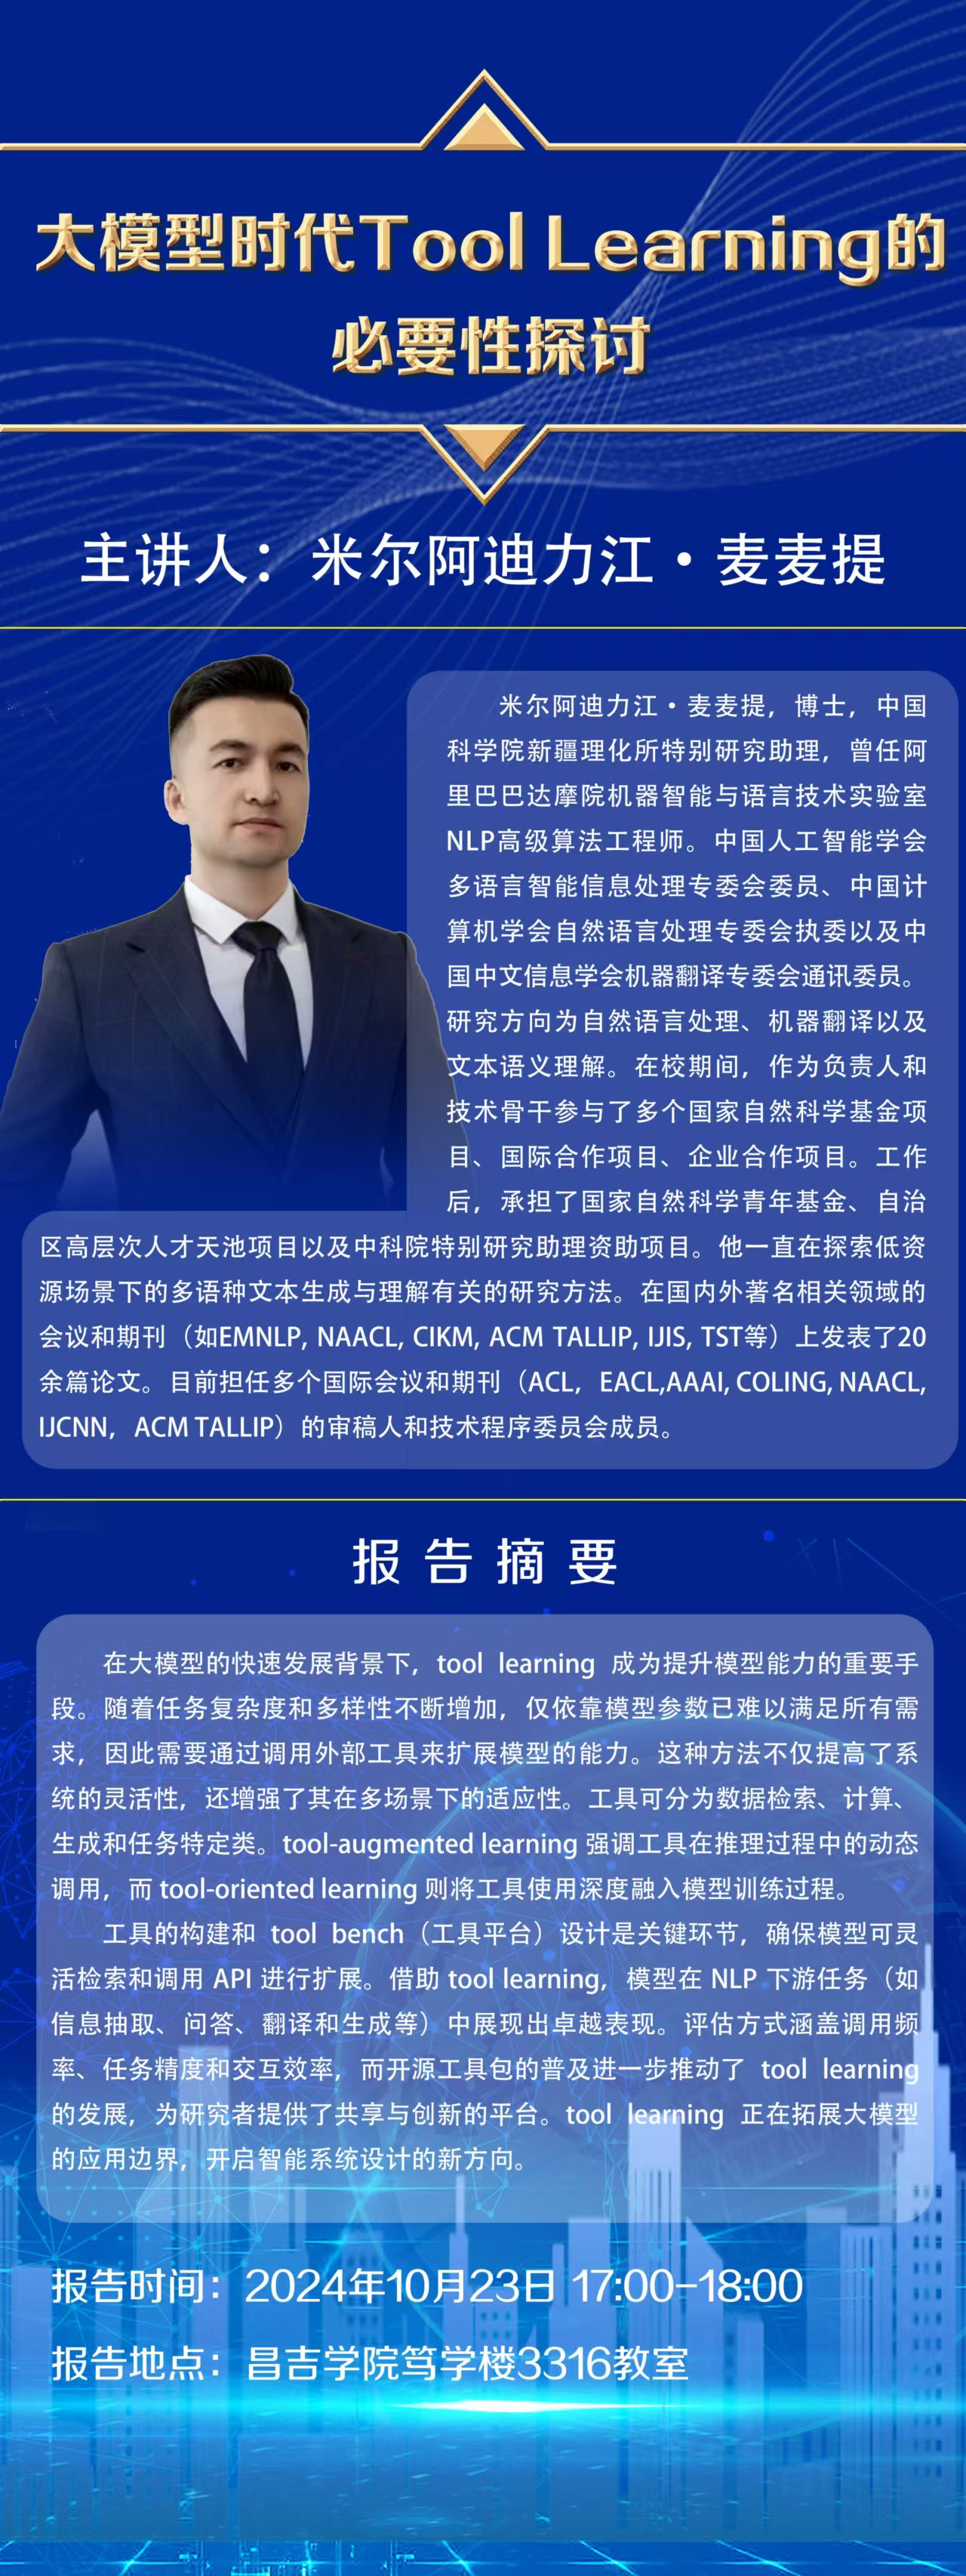 大模型时代Tool Learning的
必要性探讨
主讲人：米尔阿迪力江·麦麦提
米尔阿迪力江·麦麦提，博士，中国
科学院新疆理化所特别研究助理，曾任阿
里巴巴达摩院机器智能与语言技术实验室
NLP高级算法工程师。中国人工智能学会
多语言智能信息处理专委会委员、中国计
算机学会自然语言处理专委会执委以及中
国中文信息学会机器翻译专委会通讯委员。
研究方向为自然语言处理、机器翻译以及
文本语义理解。在校期间，作为负责人和
技术骨干参与了多个国家自然科学基金项
目、国际合作项目、企业合作项目。工作
后，承担了国家自然科学青年基金、自治
区高层次人才天池项目以及中科院特别研究助理资助项目。他一直在探索低资
源场景下的多语种文本生成与理解有关的研究方法。在国内外著名相关领域的
会议和期刊（如EMNLP, NAACL, CIKM, ACM TALLIP, IJIS, TST等）上发表了20
余篇论文。目前担任多个国际会议和期刊（ACL，EACL,AAAI, COLING, NAACL,
IJCNN，ACM TALLIP）的审稿人和技术程序委员会成员。
报告摘要
在大模型的快速发展背景下，tool learning 成为提升模型能力的重要手
段。随着任务复杂度和多样性不断增加，仅依靠模型参数已难以满足所有需
求，因此需要通过调用外部工具来扩展模型的能力。这种方法不仅提高了系
统的灵活性，还增强了其在多场景下的适应性。工具可分为数据检索、计算、
生成和任务特定类。tool-augmented learning 强调工具在推理过程中的动态
调用，而 tool-oriented learning 则将工具使用深度融入模型训练过程。
工具的构建和 tool bench（工具平台）设计是关键环节，确保模型可灵
活检索和调用 API 进行扩展。借助 tool learning，模型在 NLP 下游任务（如
信息抽取、问答、翻译和生成等）中展现出卓越表现。评估方式涵盖调用频
率、任务精度和交互效率，而开源工具包的普及进一步推动了 tool learning
的发展，为研究者提供了共享与创新的平台。tool learning 正在拓展大模型
的应用边界，开启智能系统设计的新方向。
报告时间：2024年10月23日 17:00-18:00
报告地点：昌吉学院笃学楼3316教室